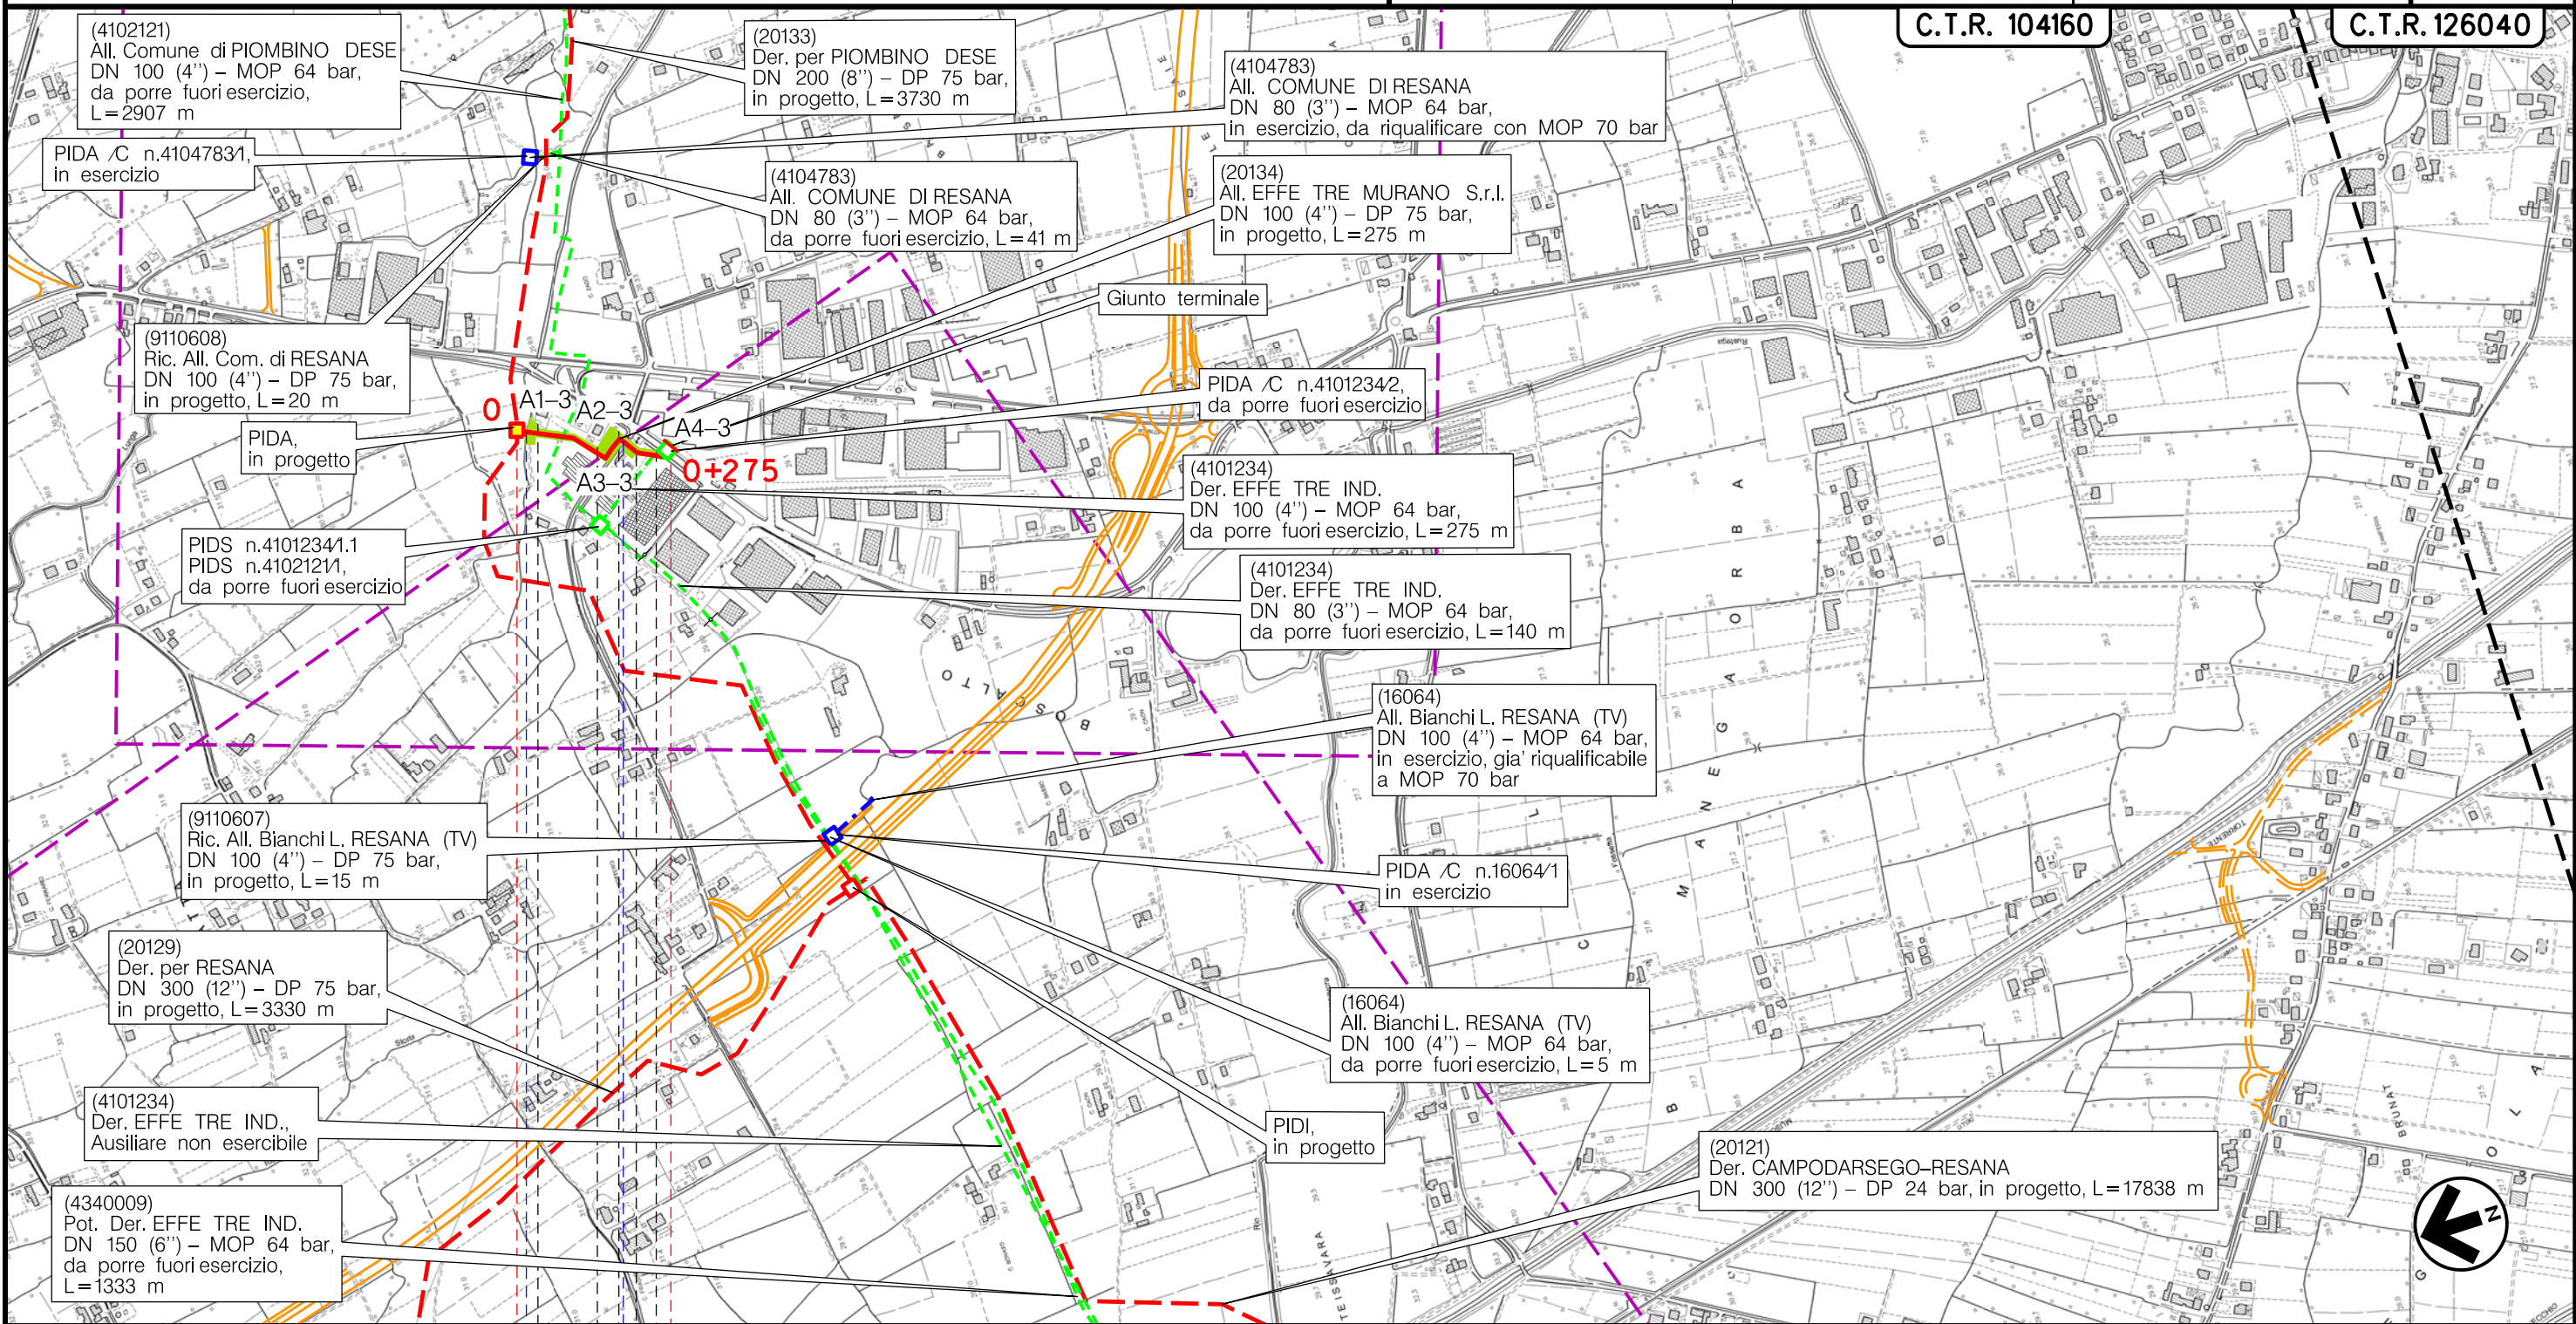 C.T.R. 104160
C.T.R. 126040
(4102121)
All. Comune di PIOMBINO DESE
DN 100 (4'') – MOP 64 bar,
da porre fuori esercizio,
L=2907 m
(20133)
Der. per PIOMBINO DESE
DN 200 (8'') – DP 75 bar,
in progetto, L=3730 m
(4104783)
All. COMUNE DI RESANA
DN 80 (3'') – MOP 64 bar,
in esercizio, da riqualificare con MOP 70 bar
PIDA /C n.4104783/1,
in esercizio
(4104783)
All. COMUNE DI RESANA
DN 80 (3'') – MOP 64 bar,
da porre fuori esercizio, L=41 m
(20134)
All. EFFE TRE MURANO S.r.l.
DN 100 (4'') – DP 75 bar,
in progetto, L=275 m
Giunto terminale
(9110608)
Ric. All. Com. di RESANA
DN 100 (4'') – DP 75 bar,
in progetto, L=20 m
PIDA /C n.4101234/2,
da porre fuori esercizio
0
A1–3
A2–3
A4–3
PIDA,
in progetto
0+275
A3–3
(4101234)
Der. EFFE TRE IND.
DN 100 (4'') – MOP 64 bar,
da porre fuori esercizio, L=275 m
PIDS n.4101234/1.1
PIDS n.4102121/1,
da porre fuori esercizio
(4101234)
Der. EFFE TRE IND.
DN 80 (3'') – MOP 64 bar,
da porre fuori esercizio, L=140 m
BOSCO ALTO
(16064)
All. Bianchi L. RESANA (TV)
DN 100 (4'') – MOP 64 bar,
in esercizio, gia' riqualificabile
a MOP 70 bar
(9110607)
Ric. All. Bianchi L. RESANA (TV)
DN 100 (4'') – DP 75 bar,
in progetto, L=15 m
PIDA /C n.16064/1
in esercizio
TORRENTE
(20129)
Der. per RESANA
DN 300 (12'') – DP 75 bar,
in progetto, L=3330 m
(16064)
All. Bianchi L. RESANA (TV)
DN 100 (4'') – MOP 64 bar,
da porre fuori esercizio, L=5 m
(4101234)
Der. EFFE TRE IND.,
Ausiliare non esercibile
PIDI,
in progetto
BRUNAT
(20121)
Der. CAMPODARSEGO–RESANA
DN 300 (12'') – DP 24 bar, in progetto, L=17838 m
(4340009)
Pot. Der. EFFE TRE IND.
DN 150 (6'') – MOP 64 bar,
da porre fuori esercizio,
L=1333 m
N